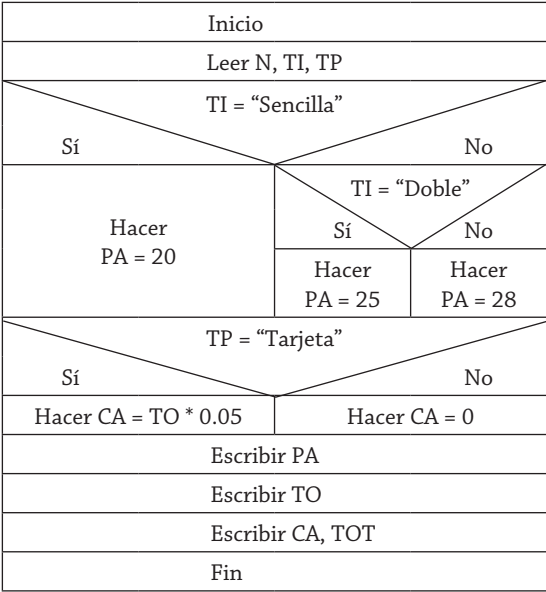 Inicio
Leer N, TI, TP
TI = “Sencilla”
Sí No
TI = “Doble”
Sí No
Hacer
PA = 20
Hacer
PA = 25
Hacer
PA = 28
TP = “Tarjeta”
Sí No
Hacer CA = TO * 0.05 Hacer CA = 0
Escribir PA
Escribir TO
Escribir CA, TOT
Fin